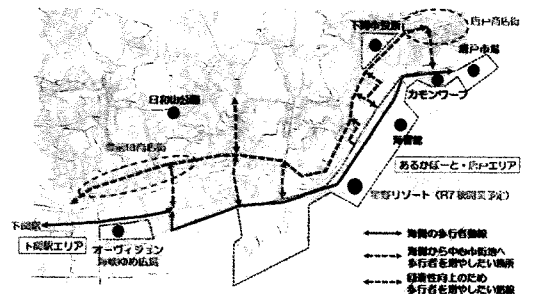 下関市役所
唐戸商店街
唐戸市場
カモンワーフ
日和山公園
海響館
あるかぽーと・唐戸エリア
星野リゾート（R7秋開業予定）
下関駅
下関駅エリア
オーヴィジョン
海峡ゆめ広場
海側の歩行者動線
海側から中心市街地へ
歩行者を増やしたい箇所
回遊性向上のため
歩行者を増やしたい路線